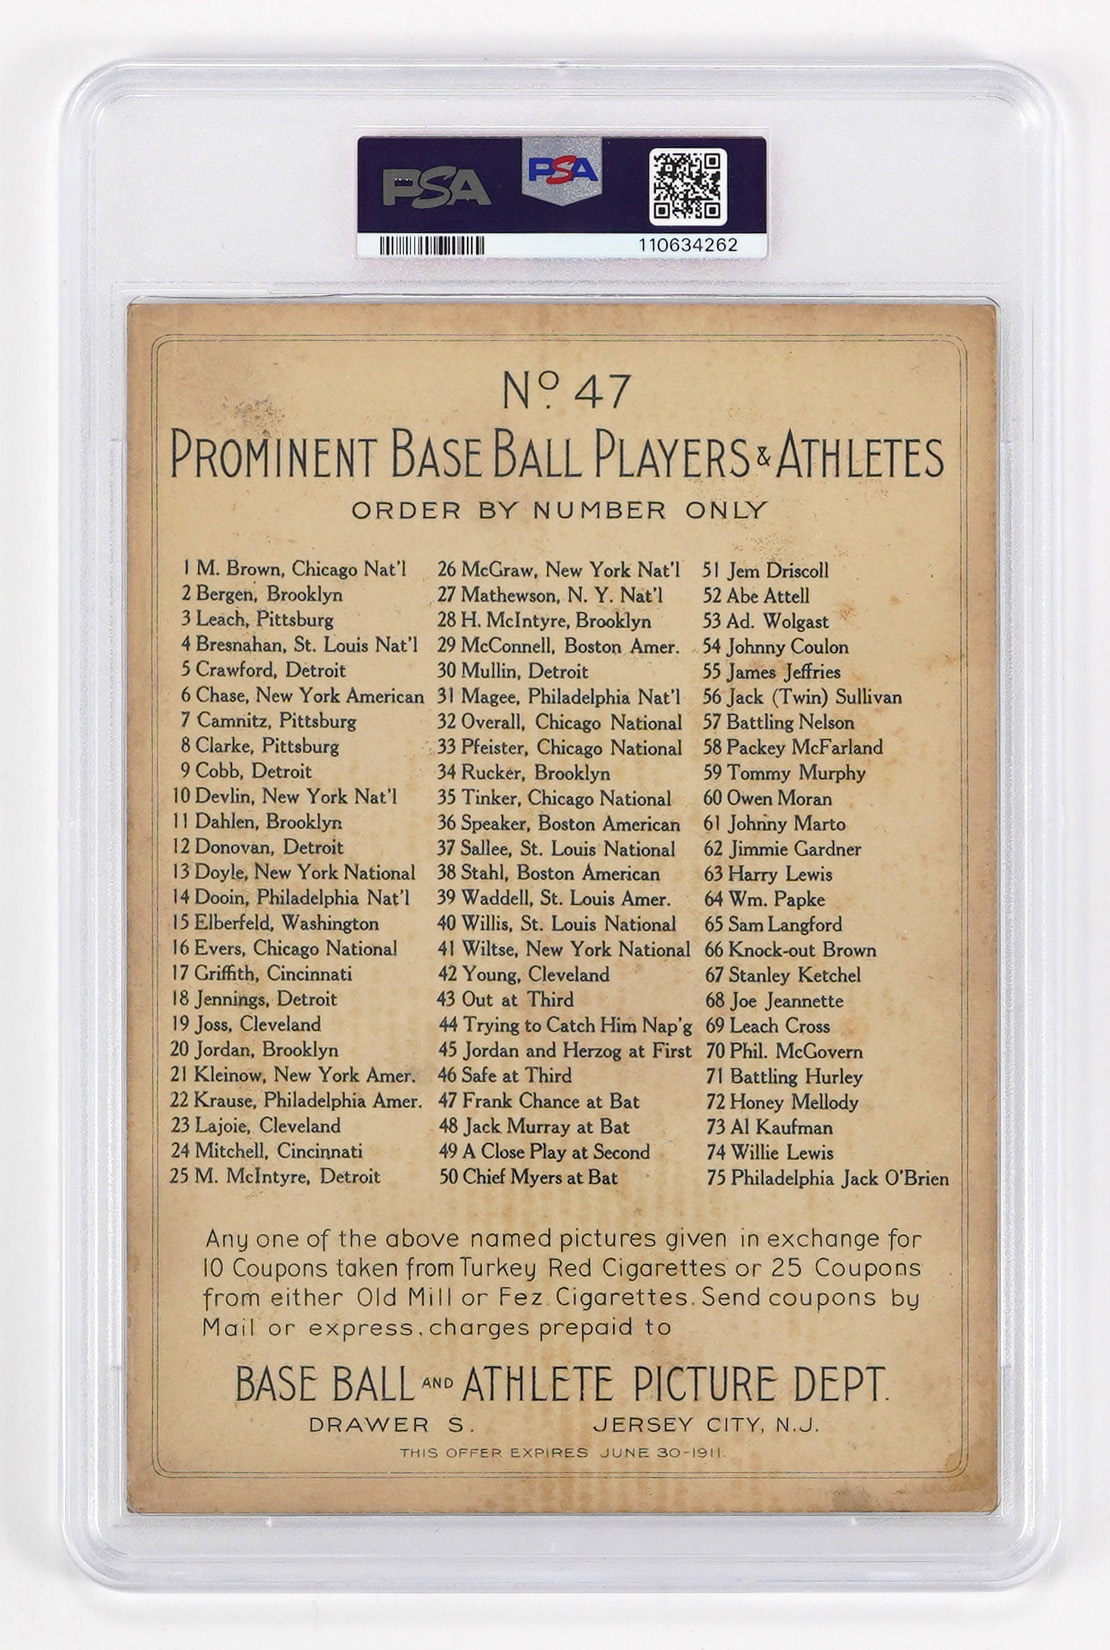 PSA
PSA
110634262
Nº 47
PROMINENT BASE BALL PLAYERS & ATHLETES
ORDER BY NUMBER ONLY
1 M. Brown, Chicago Nat'l
2 Bergen, Brooklyn
3 Leach, Pittsburg
4 Bresnahan, St. Louis Nat'l
5 Crawford, Detroit
6 Chase, New York American
7 Camnitz, Pittsburg
8 Clarke, Pittsburg
9 Cobb, Detroit
10 Devlin, New York Nat'l
11 Dahlen, Brooklyn
12 Donovan, Detroit
13 Doyle, New York National
14 Dooin, Philadelphia Nat'l
15 Elberfeld, Washington
16 Evers, Chicago National
17 Griffith, Cincinnati
18 Jennings, Detroit
19 Joss, Cleveland
20 Jordan, Brooklyn
21 Kleinow, New York Amer.
22 Krause, Philadelphia Amer.
23 Lajoie, Cleveland
24 Mitchell, Cincinnati
25 M. McIntyre, Detroit
26 McGraw, New York Nat'l
27 Mathewson, N. Y. Nat'l
28 H. McIntyre, Brooklyn
29 McConnell, Boston Amer.
30 Mullin, Detroit
31 Magee, Philadelphia Nat'l
32 Overall, Chicago National
33 Pfeister, Chicago National
34 Rucker, Brooklyn
35 Tinker, Chicago National
36 Speaker, Boston American
37 Sallee, St. Louis National
38 Stahl, Boston American
39 Waddell, St. Louis Amer.
40 Willis, St. Louis National
41 Wiltse, New York National
42 Young, Cleveland
43 Out at Third
44 Trying to Catch Him Nap'g
45 Jordan and Herzog at First
46 Safe at Third
47 Frank Chance at Bat
48 Jack Murray at Bat
49 A Close Play at Second
50 Chief Myers at Bat
51 Jem Driscoll
52 Abe Attell
53 Ad. Wolgast
54 Johnny Coulon
55 James Jeffries
56 Jack (Twin) Sullivan
57 Battling Nelson
58 Packey McFarland
59 Tommy Murphy
60 Owen Moran
61 Johnny Marto
62 Jimmie Gardner
63 Harry Lewis
64 Wm. Papke
65 Sam Langford
66 Knock-out Brown
67 Stanley Ketchel
68 Joe Jeannette
69 Leach Cross
70 Phil. McGovern
71 Battling Hurley
72 Honey Mellody
73 Al Kaufman
74 Willie Lewis
75 Philadelphia Jack O'Brien
Any one of the above named pictures given in exchange for
10 Coupons taken from Turkey Red Cigarettes or 25 Coupons
from either Old Mill or Fez Cigarettes. Send coupons by
Mail or express, charges prepaid to
BASE BALL AND ATHLETE PICTURE DEPT.
DRAWER S. JERSEY CITY, N.J.
THIS OFFER EXPIRES JUNE 30-1911.